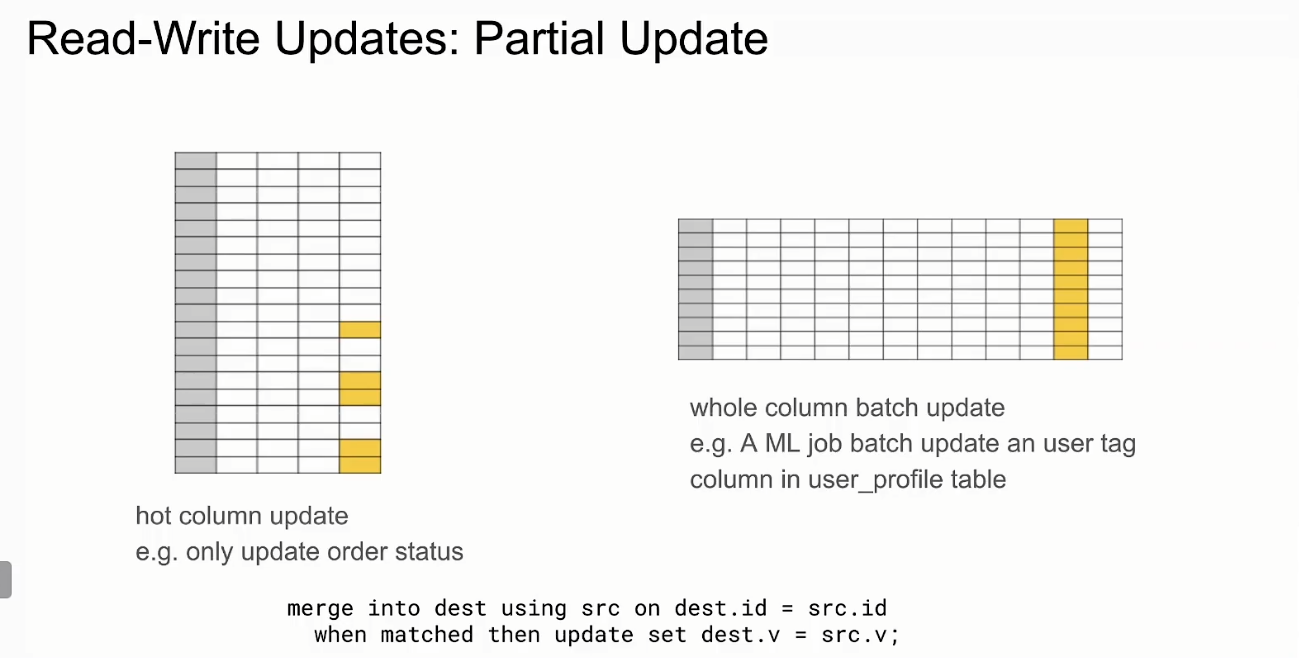 Read-Write Updates: Partial Update
hot column update
e.g. only update order status
whole column batch update
e.g. A ML job batch update an user tag
column in user_profile table
merge into dest using src on dest.id = src.id
when matched then update set dest.v = src.v;